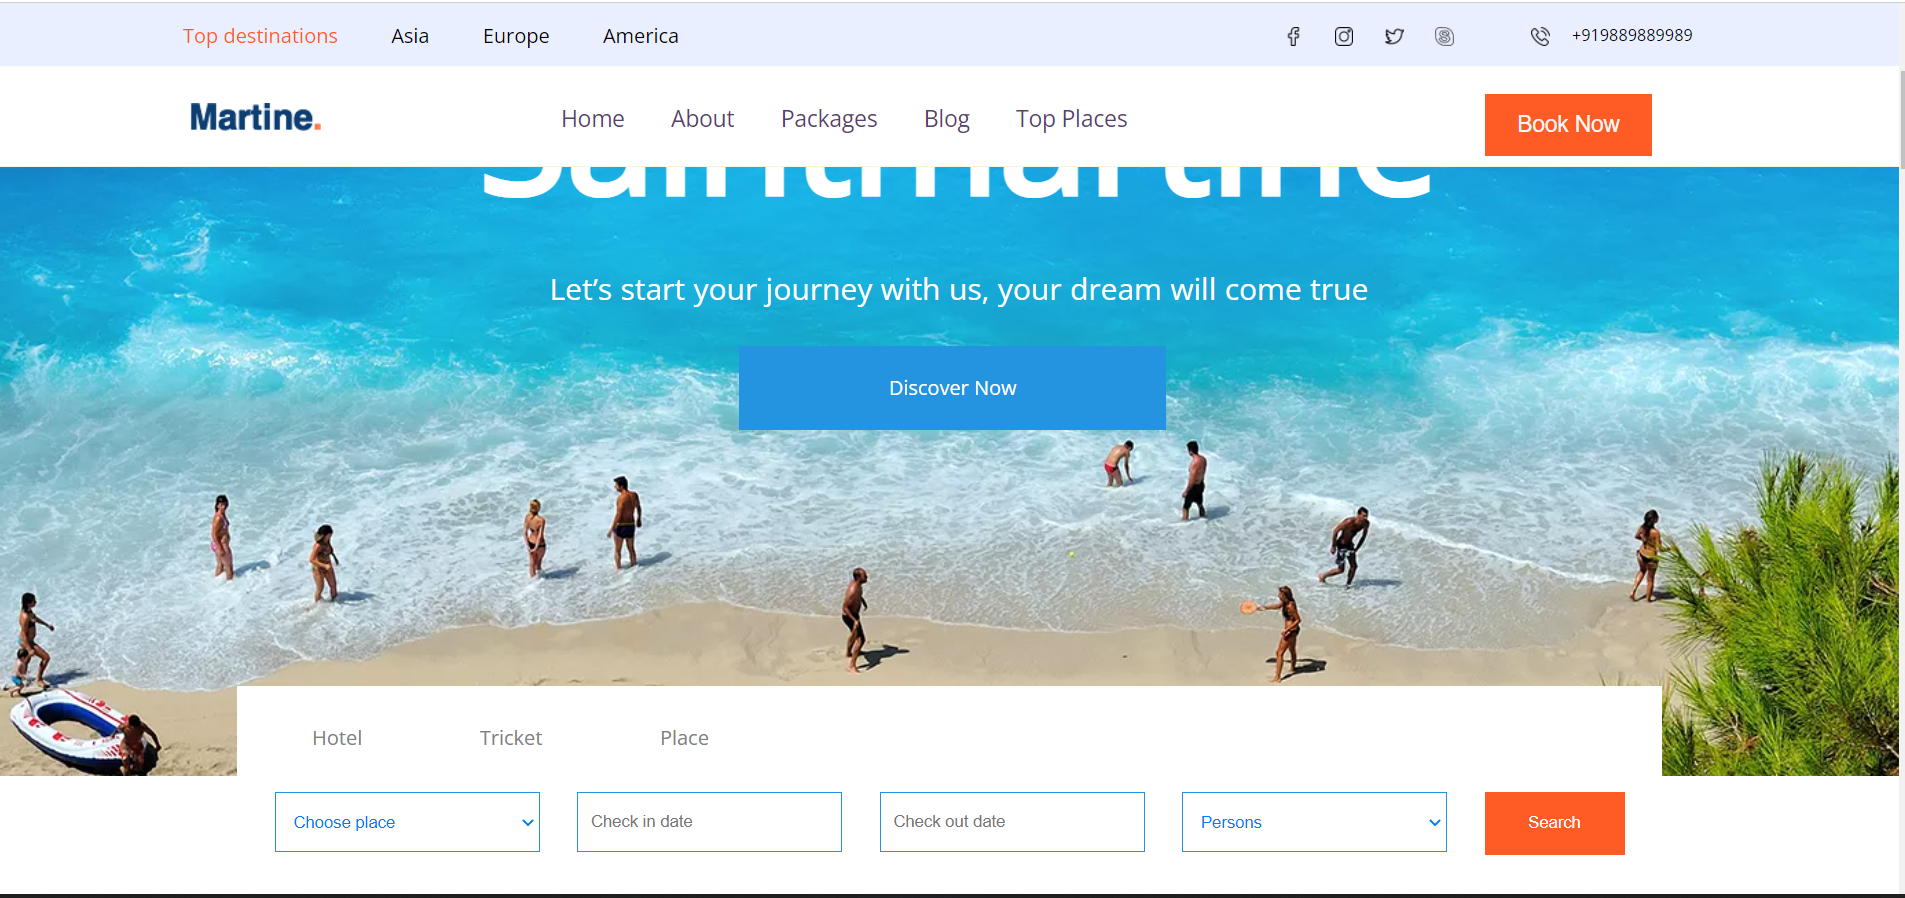 Top destinations Asia Europe America +919889889989
Martine. Home About Packages Blog Top Places Book Now
Saintmartine
Let’s start your journey with us, your dream will come true
Discover Now
Hotel Tricket Place
Choose place Check in date Check out date Persons Search